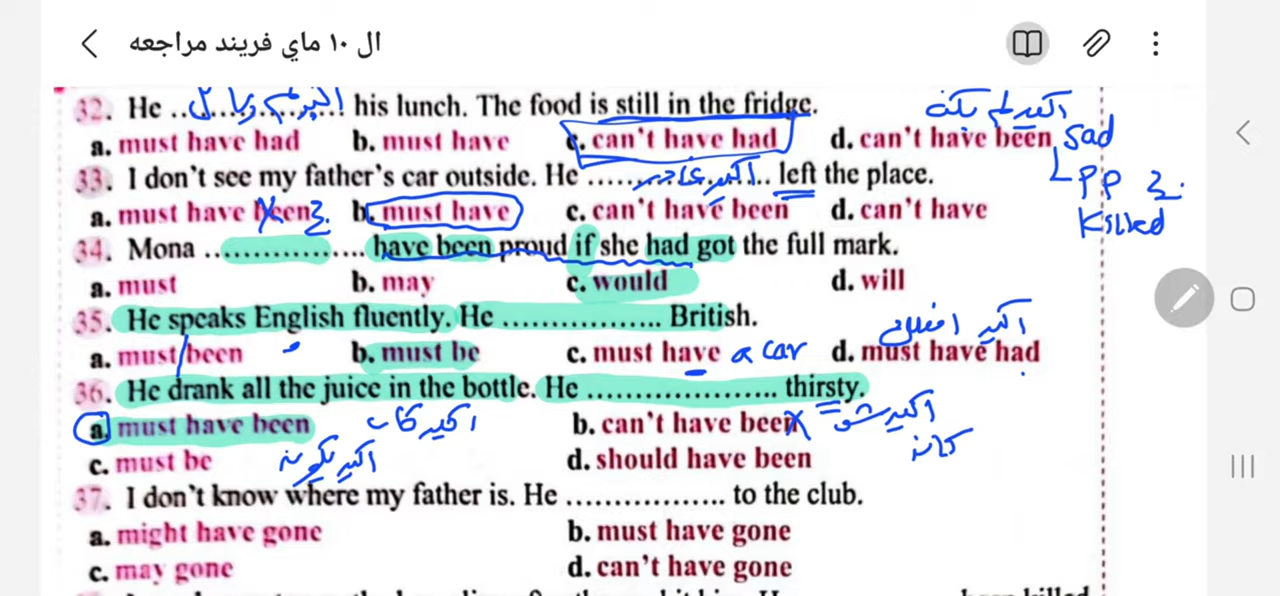 ال ١٠ ماي فريند مراجعه
32. He .................. his lunch. The food is still in the fridge.
a. must have had b. must have c. can't have had d. can't have been sad
33. I don't see my father's car outside. He .................. left the place.
PP
a. must have been b. must have c. can't have been d. can't have
Killed
34. Mona .................. have been proud if she had got the full mark.
a. must b. may c. would d. will
35. He speaks English fluently. He .................. British.
a. must been b. must be c. must have a car d. must have had
36. He drank all the juice in the bottle. He .................. thirsty.
a. must have been اكيد كان b. can't have been
c. must be d. should have been
37. I don't know where my father is. He .................. to the club.
a. might have gone b. must have gone
c. may gone d. can't have gone